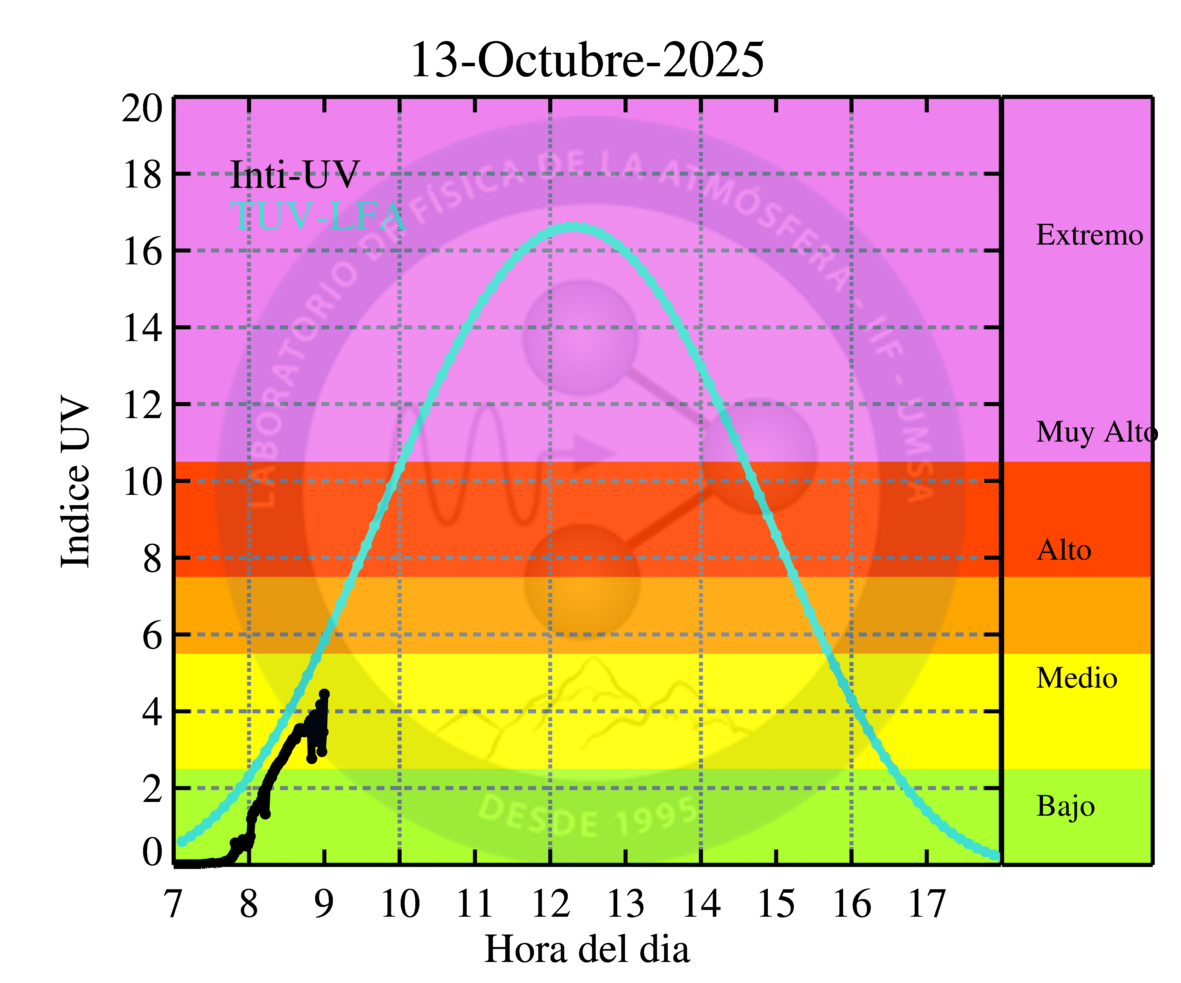 13-Octubre-2025
20
18
16
14
12
10
8
6
4
2
0
Indice UV
Inti-UV
TUV-LFA
LABORATORIO DE FÍSICA DE LA ATMÓSFERA - IIF - UMSA
DESDE 1995
Extremo
Muy Alto
Alto
Medio
Bajo
7 8 9 10 11 12 13 14 15 16 17
Hora del dia